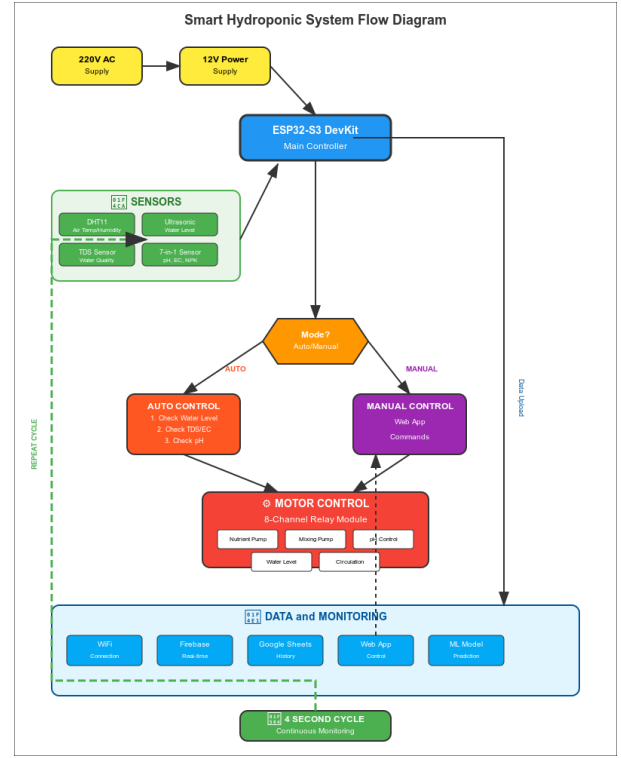 Smart Hydroponic System Flow Diagram
220V AC
Supply
12V Power
Supply
ESP32-S3 DevKit
Main Controller
SENSORS
DHT11
Air Temp/Humidity
Ultrasonic
Water Level
TDS Sensor
Water Quality
7-in-1 Sensor
pH, EC, NPK
Mode?
Auto/Manual
AUTO
MANUAL
Data Upload
REPEAT CYCLE
AUTO CONTROL
1. Check Water Level
2. Check TDS/EC
3. Check pH
MANUAL CONTROL
Web App
Commands
⚙ MOTOR CONTROL
8-Channel Relay Module
Nutrient Pump
Mixing Pump
pH Control
Water Level
Circulation
DATA and MONITORING
WiFi
Connection
Firebase
Real-time
Google Sheets
History
Web App
Control
ML Model
Prediction
4 SECOND CYCLE
Continuous Monitoring